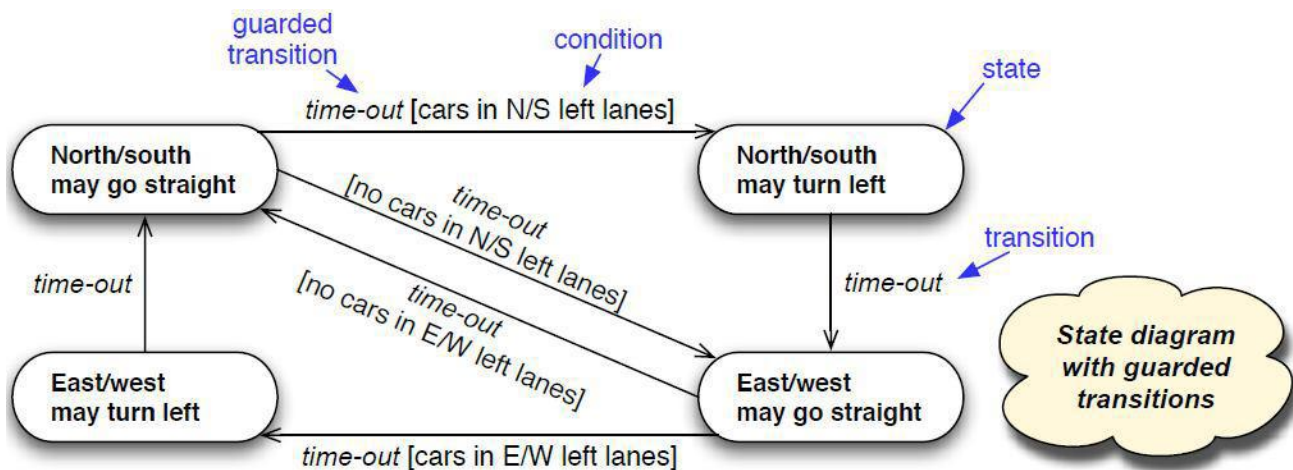 guarded
transition
condition
state
time-out [cars in N/S left lanes]
North/south
may go straight
North/south
may turn left
time-out
[no cars in N/S left lanes]
transition
time-out
time-out
time-out
[no cars in E/W left lanes]
State diagram
with guarded
transitions
East/west
may turn left
East/west
may go straight
time-out [cars in E/W left lanes]